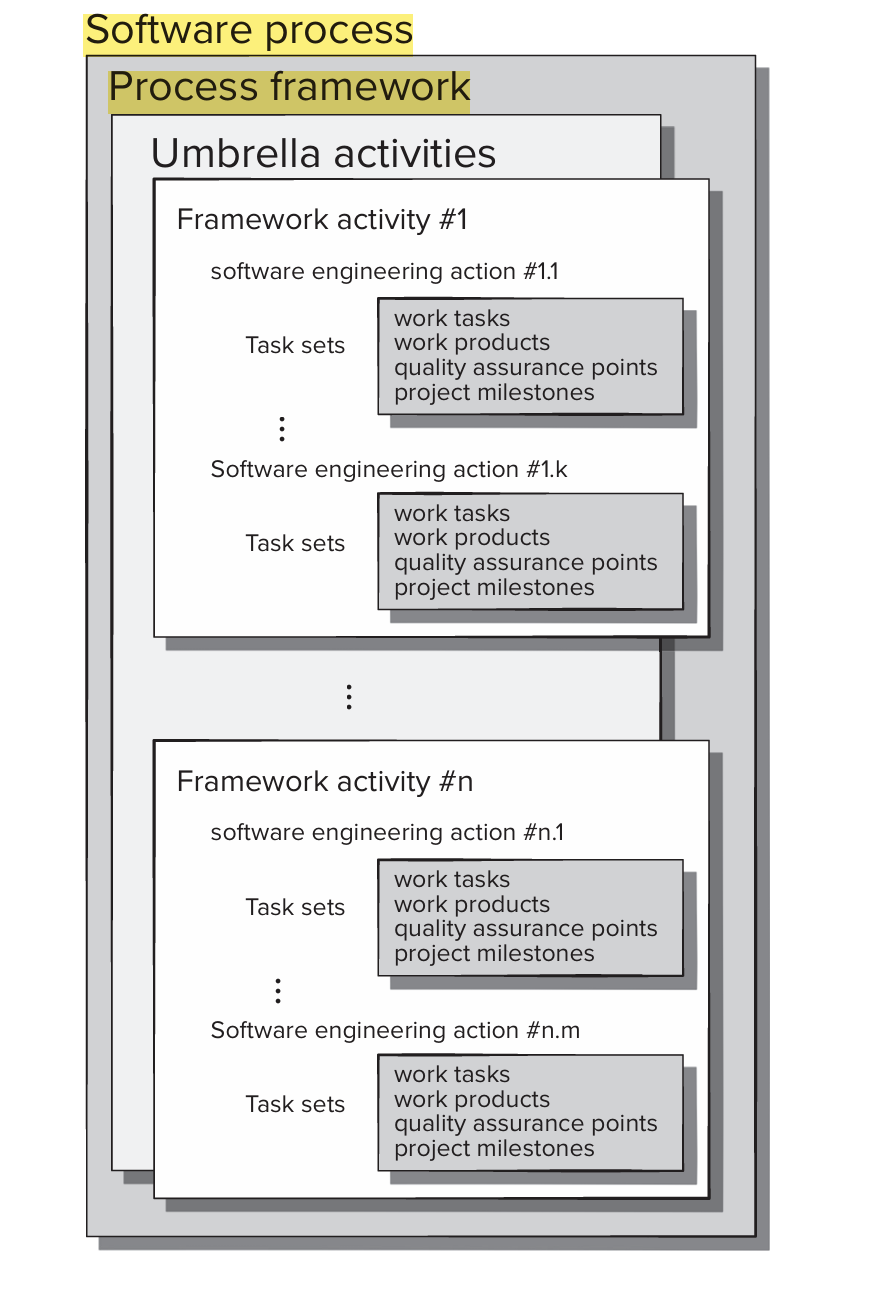 Software process
Process framework
Umbrella activities
Framework activity #1
software engineering action #1.1
Task sets
work tasks
work products
quality assurance points
project milestones
Software engineering action #1.k
Task sets
work tasks
work products
quality assurance points
project milestones
Framework activity #n
software engineering action #n.1
Task sets
work tasks
work products
quality assurance points
project milestones
Software engineering action #n.m
Task sets
work tasks
work products
quality assurance points
project milestones